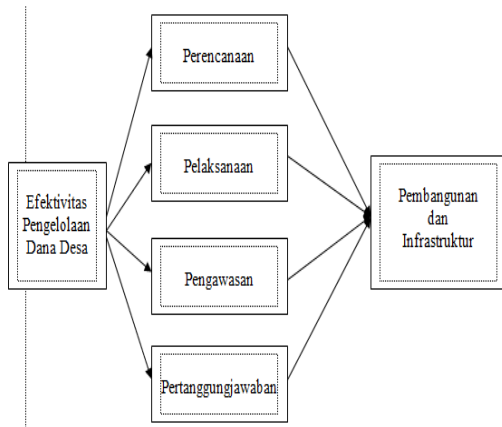 Perencanaan
Pelaksanaan
Efektivitas
Pengelolaan
Dana Desa
Pembangunan
dan
Infrastruktur
Pengawasan
Pertanggungjawaban